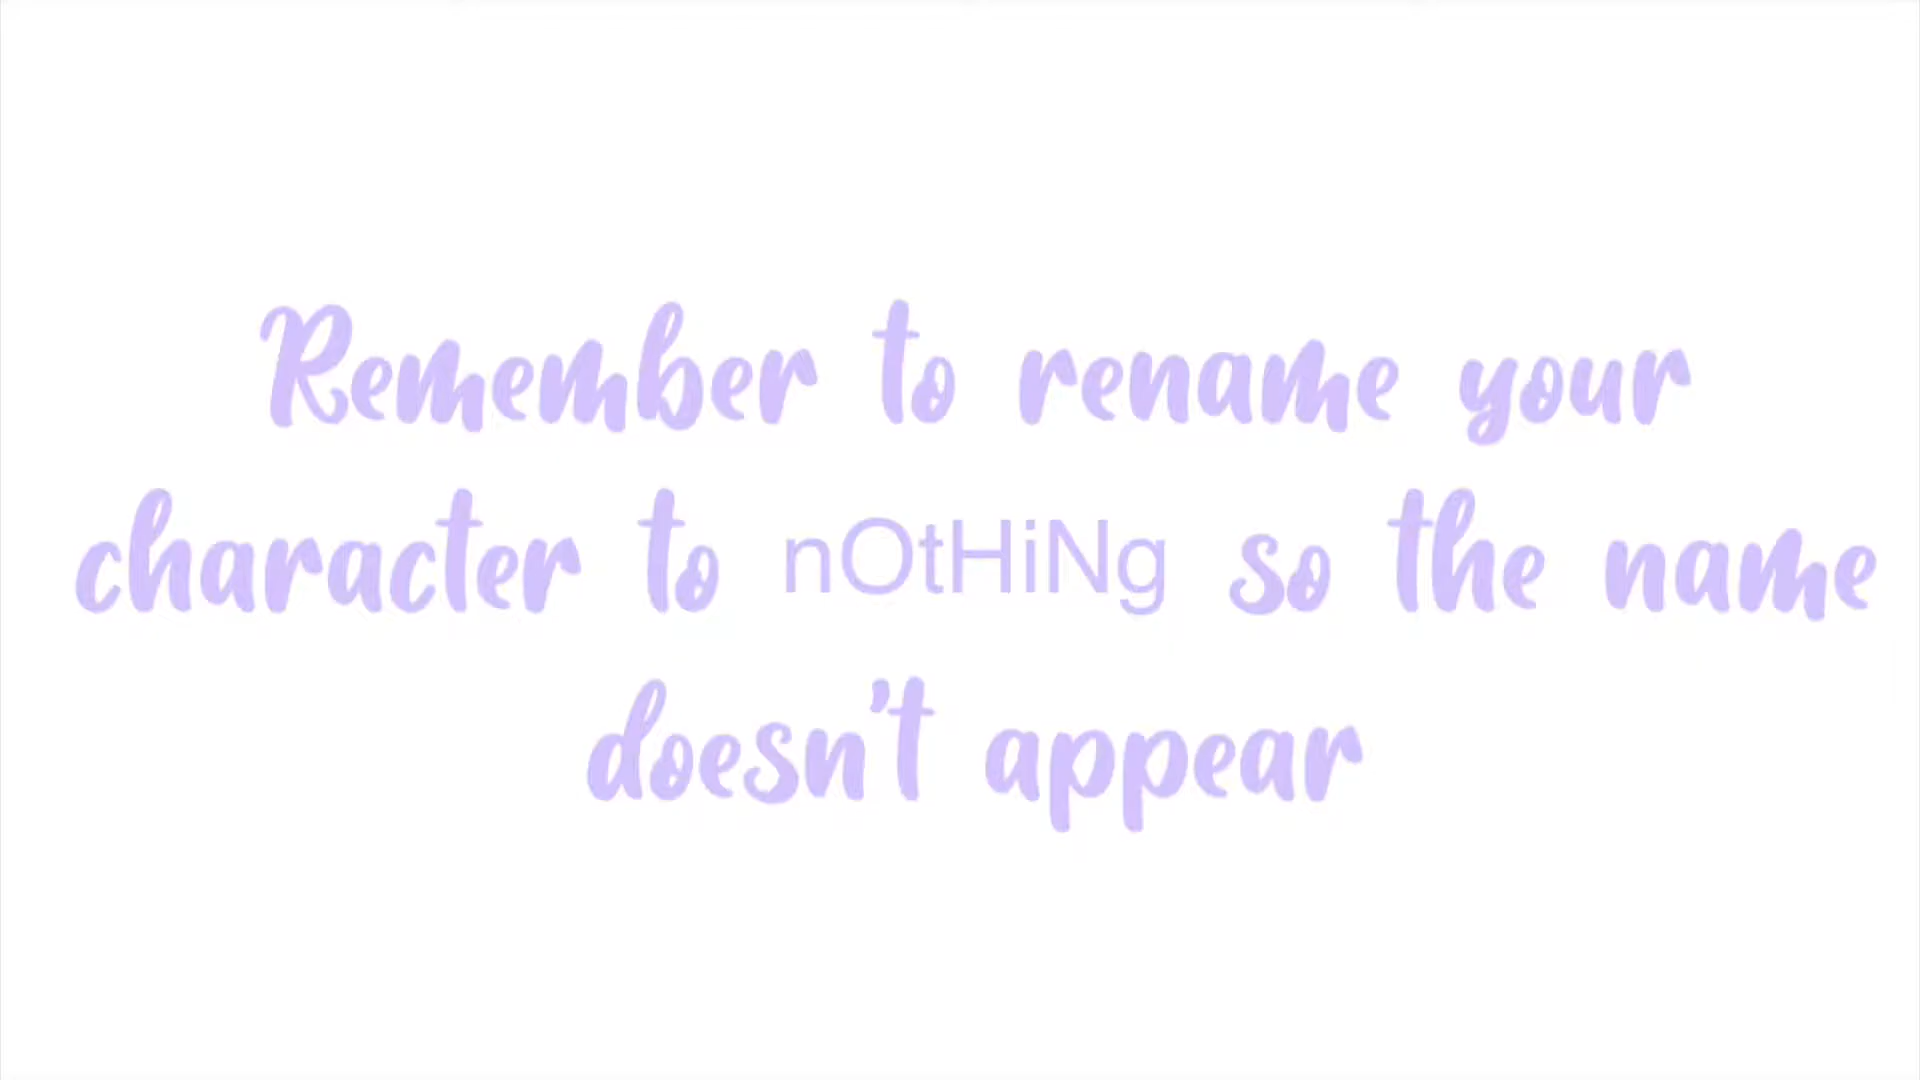 Remember to rename your
character to nOtHiNg so the name
doesn't appear